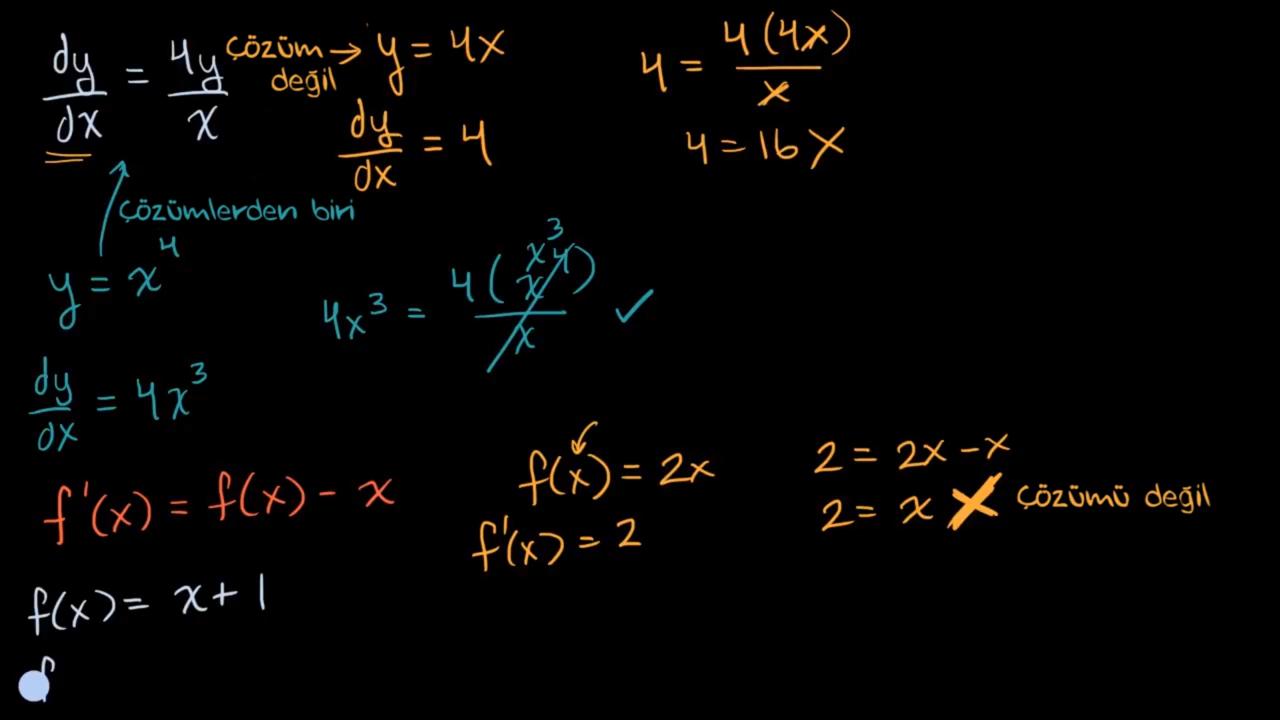 dy/dx = 4y/x
çözüm değil → y = 4x
dy/dx = 4
4 = 4(4x)/x
4 = 16x
çözümlerden biri
y = x⁴
dy/dx = 4x³
4x³ = 4(x⁴)/x x³ ✓
f'(x) = f(x) - x
f(x) = 2x
f'(x) = 2
2 = 2x - x
2 = x ✗ çözümü değil
f(x) = x + 1
f